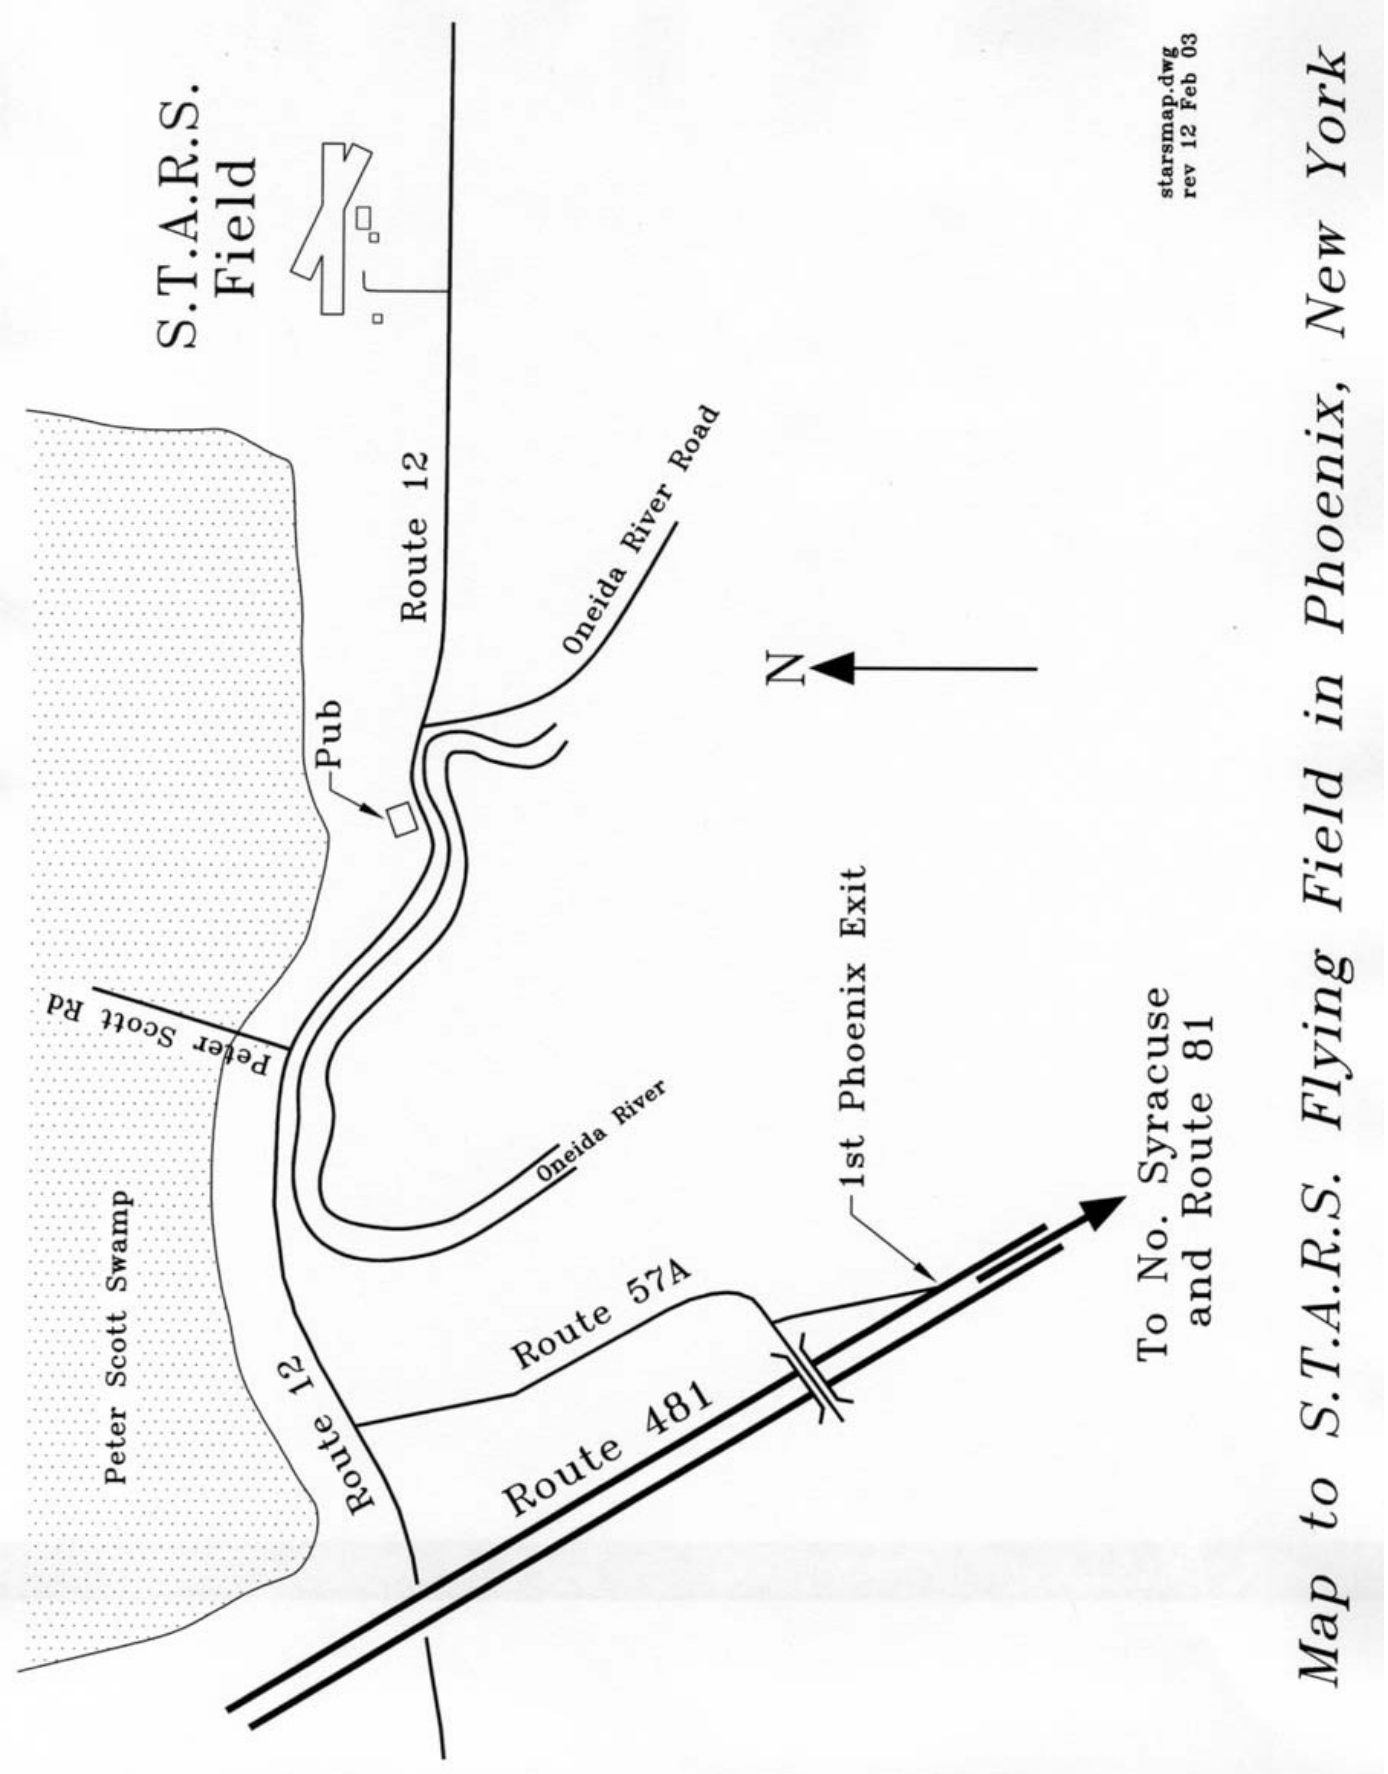 S.T.A.R.S.
Field
Peter Scott Swamp
Peter Scott Rd
Pub
Route 12
Route 12
Oneida River Road
Oneida River
Route 57A
Route 481
N
1st Phoenix Exit
To No. Syracuse
and Route 81
starsmap.dwg
rev 12 Feb 03
Map to S.T.A.R.S. Flying Field in Phoenix, New York